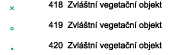 418 Zvláštní vegetační objekt
419 Zvláštní vegetační objekt
420 Zvláštní vegetační objekt